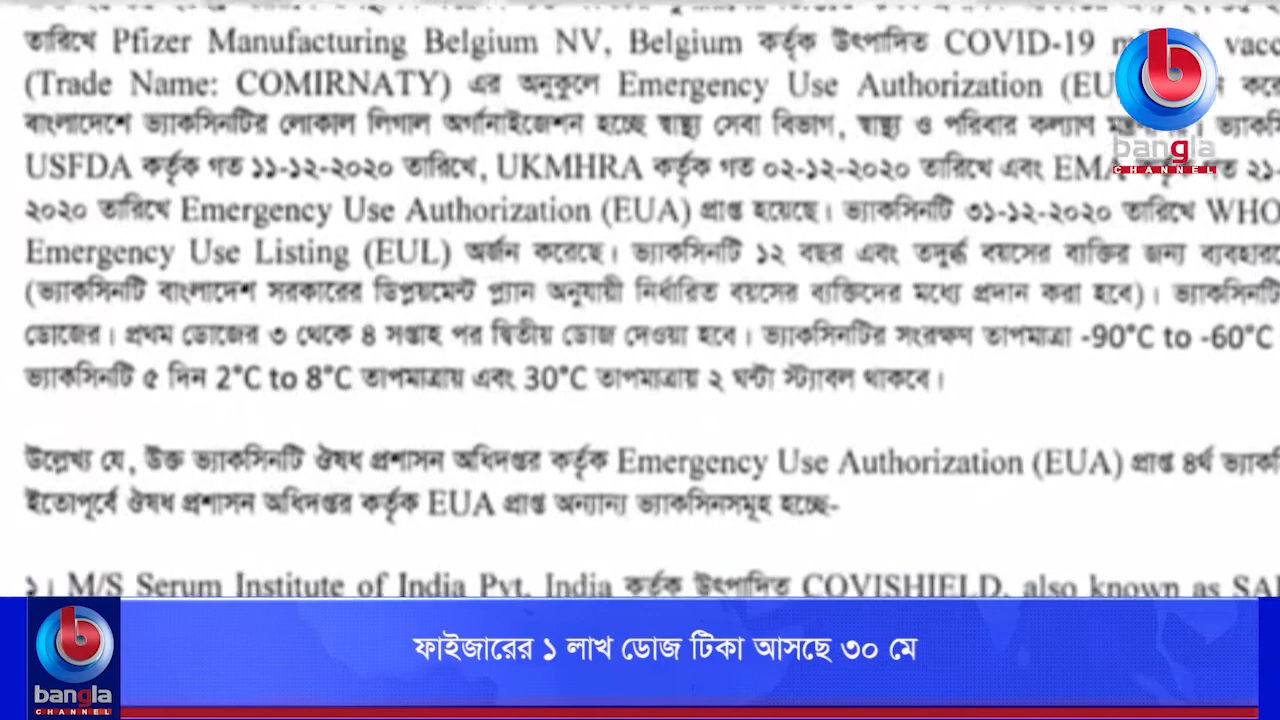 তারিখে Pfizer Manufacturing Belgium NV, Belgium কর্তৃক উৎপাদিত COVID-19
(Trade Name: COMIRNATY) এর অনুকূলে Emergency Use Authorization
বাংলাদেশে ভ্যাকসিনটির লোকাল লিগাল অর্গানাইজেশন হচ্ছে স্বাস্থ্য সেবা বিভাগ, স্বাস্থ্য ও পরিবার কল্যাণ
USFDA কর্তৃক গত ১১-১২-২০২০ তারিখে, UKMHRA কর্তৃক গত ০২-১২-২০২০ তারিখে এবং EMA কর্তৃক গত ২১-
২০২০ তারিখে Emergency Use Authorization (EUA) প্রাপ্ত হয়েছে। ভ্যাকসিনটি ৩১-১২-২০২০ তারিখে WHO
Emergency Use Listing (EUL) অর্জন করেছে। ভ্যাকসিনটি ১২ বছর এবং তদুর্দ্ধ বয়সের ব্যক্তির জন্য
(ভ্যাকসিনটি বাংলাদেশ সরকারের ডিপ্লয়মেন্ট প্ল্যান অনুযায়ী নির্ধারিত বয়সের ব্যক্তিদের মধ্যে প্রদান করা হবে)।
ডোজের। প্রথম ডোজের ৩ থেকে ৪ সপ্তাহ পর দ্বিতীয় ডোজ দেওয়া হবে। ভ্যাকসিনটির সংরক্ষণ তাপমাত্রা -90°C to -60°C
ভ্যাকসিনটি ৫ দিন 2°C to 8°C তাপমাত্রায় এবং 30°C তাপমাত্রায় ২ ঘন্টা স্ট্যাবল থাকবে।
উল্লেখ্য যে, উক্ত ভ্যাকসিনটি ঔষধ প্রশাসন অধিদপ্তর কর্তৃক Emergency Use Authorization (EUA) প্রাপ্ত ৪র্থ
ইতোপূর্বে ঔষধ প্রশাসন অধিদপ্তর কর্তৃক EUA প্রাপ্ত অন্যান্য ভ্যাকসিনসমূহ হচ্ছে-
১। M/S Serum Institute of India Pvt. India কর্তৃক উৎপাদিত COVISHIELD, also known as
bangla
CHANNEL
ফাইজারের ১ লাখ ডোজ টিকা আসছে ৩০ মে
bangla
CHANNEL